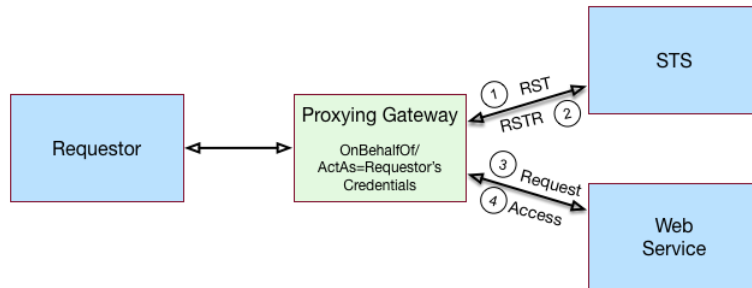 Requestor
Proxying Gateway
OnBehalfOf/
ActAs=Requestor's
Credentials
1 RST
RSTR 2
STS
3 Request
4 Access
Web
Service